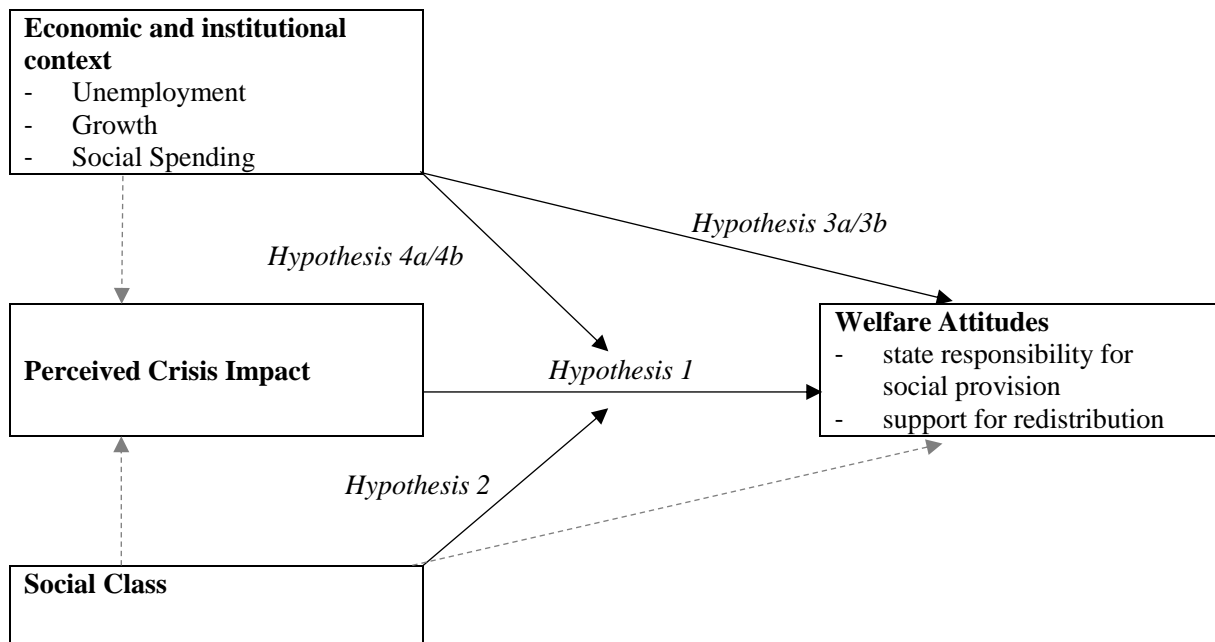 Economic and institutional
context
- Unemployment
- Growth
- Social Spending
Hypothesis 3a/3b
Hypothesis 4a/4b
Perceived Crisis Impact
Hypothesis 1
Welfare Attitudes
- state responsibility for
social provision
- support for redistribution
Hypothesis 2
Social Class